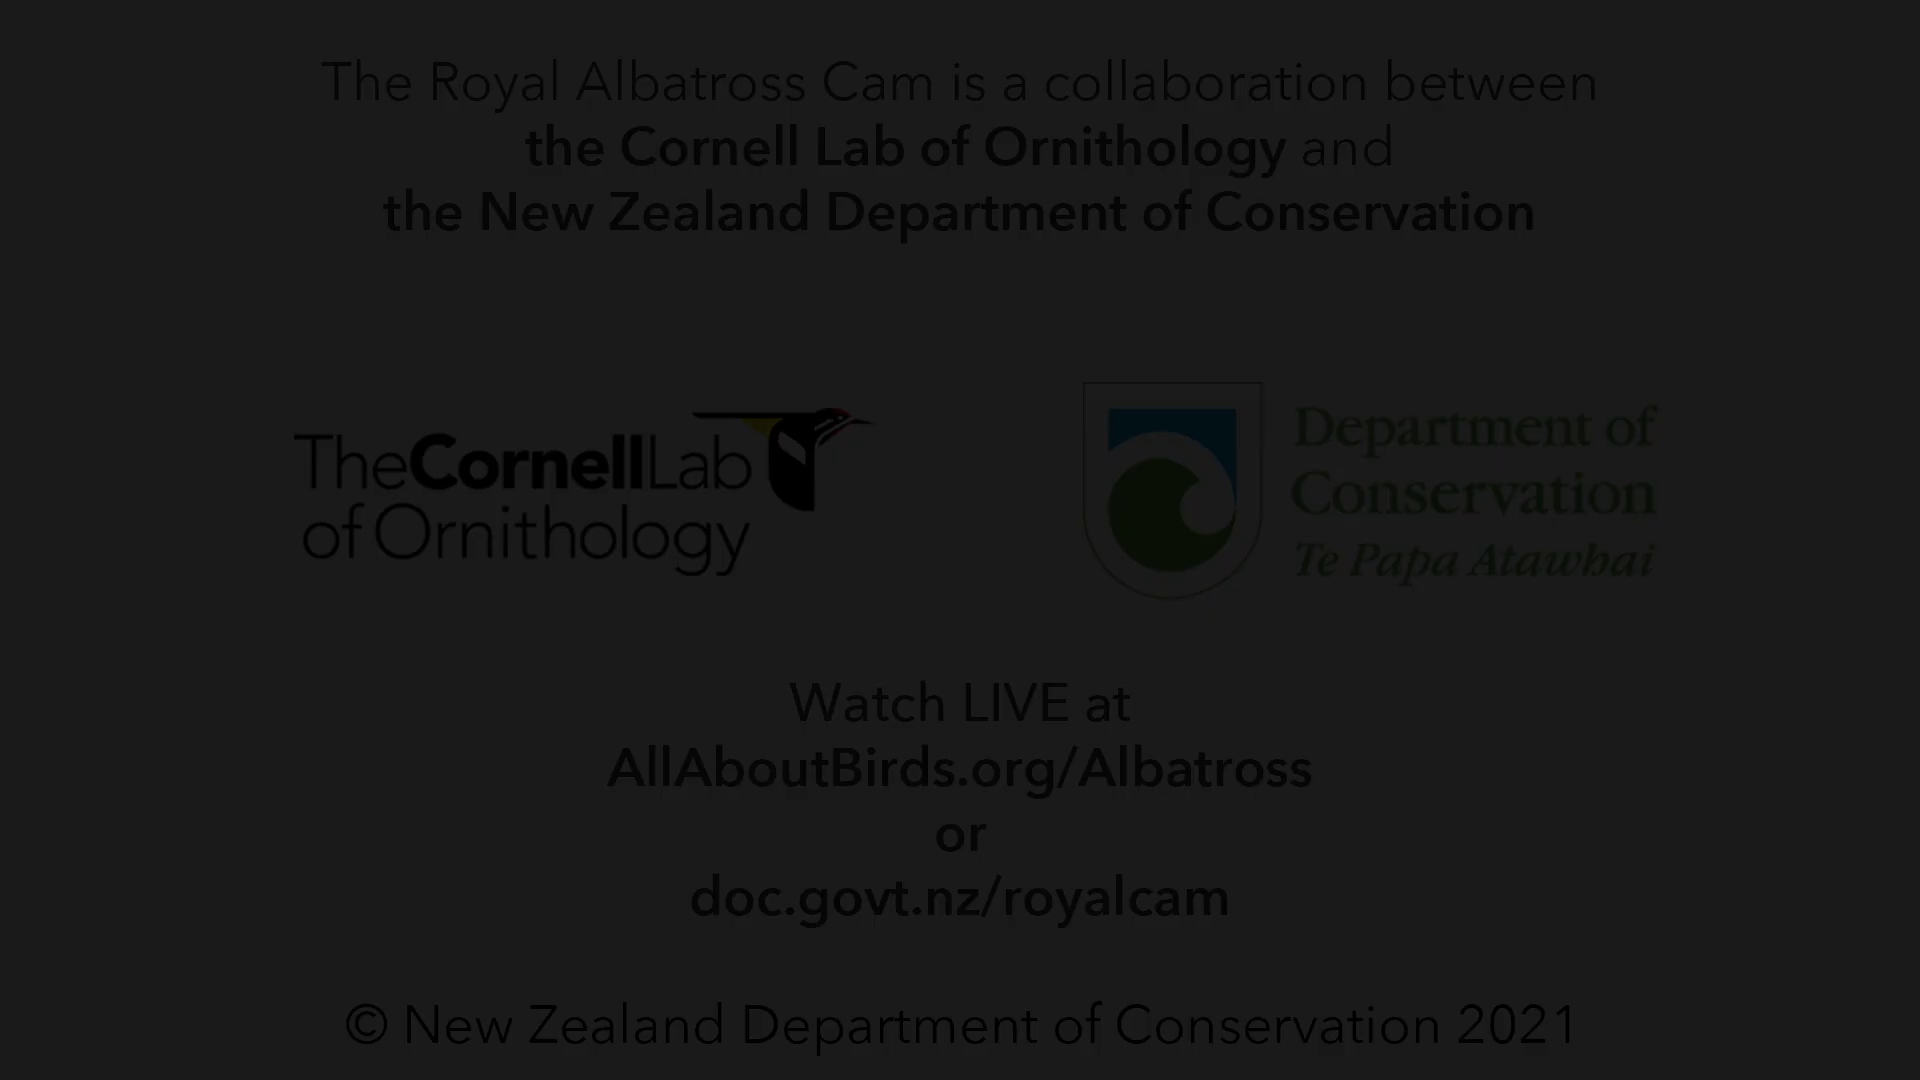 The Royal Albatross Cam is a collaboration between
the Cornell Lab of Ornithology and
the New Zealand Department of Conservation
TheCornellLab
of Ornithology
Department of
Conservation
Te Papa Atawhai
Watch LIVE at
AllAboutBirds.org/Albatross
or
doc.govt.nz/royalcam
© New Zealand Department of Conservation 2021